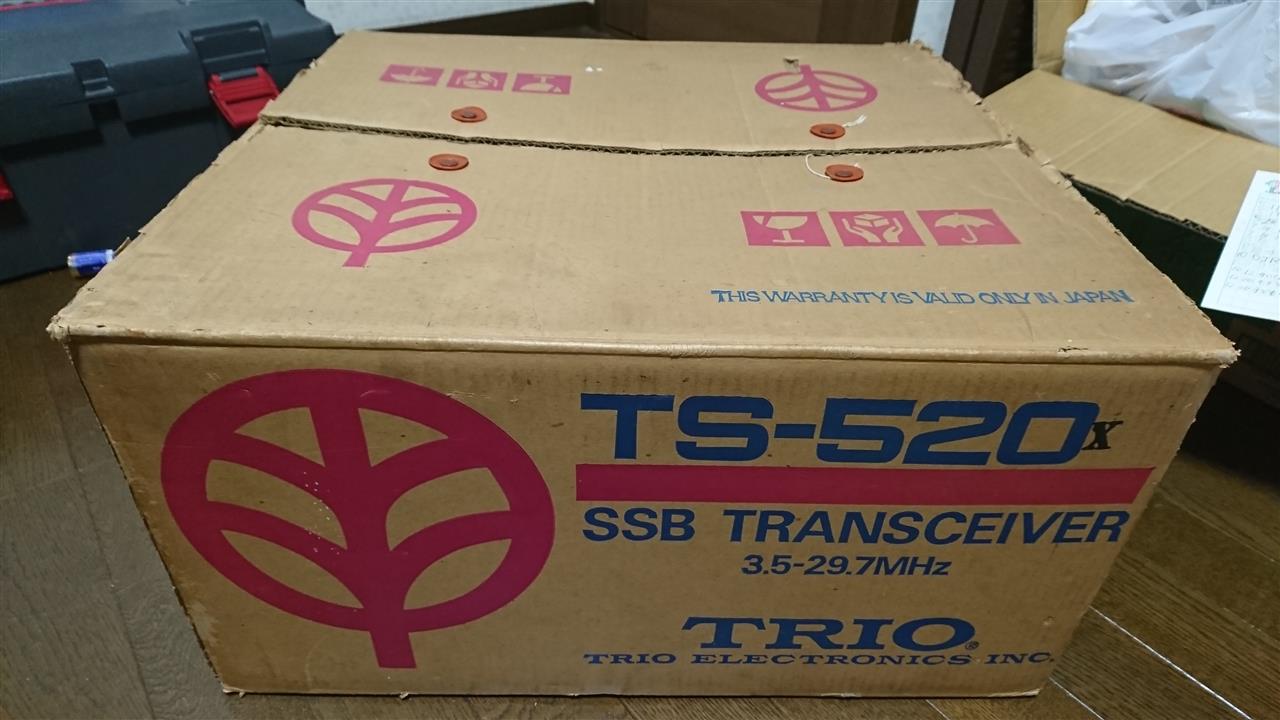 THIS WARRANTY IS VALID ONLY IN JAPAN
TS-520X
SSB TRANSCEIVER
3.5-29.7MHz
TRIO®
TRIO ELECTRONICS INC.